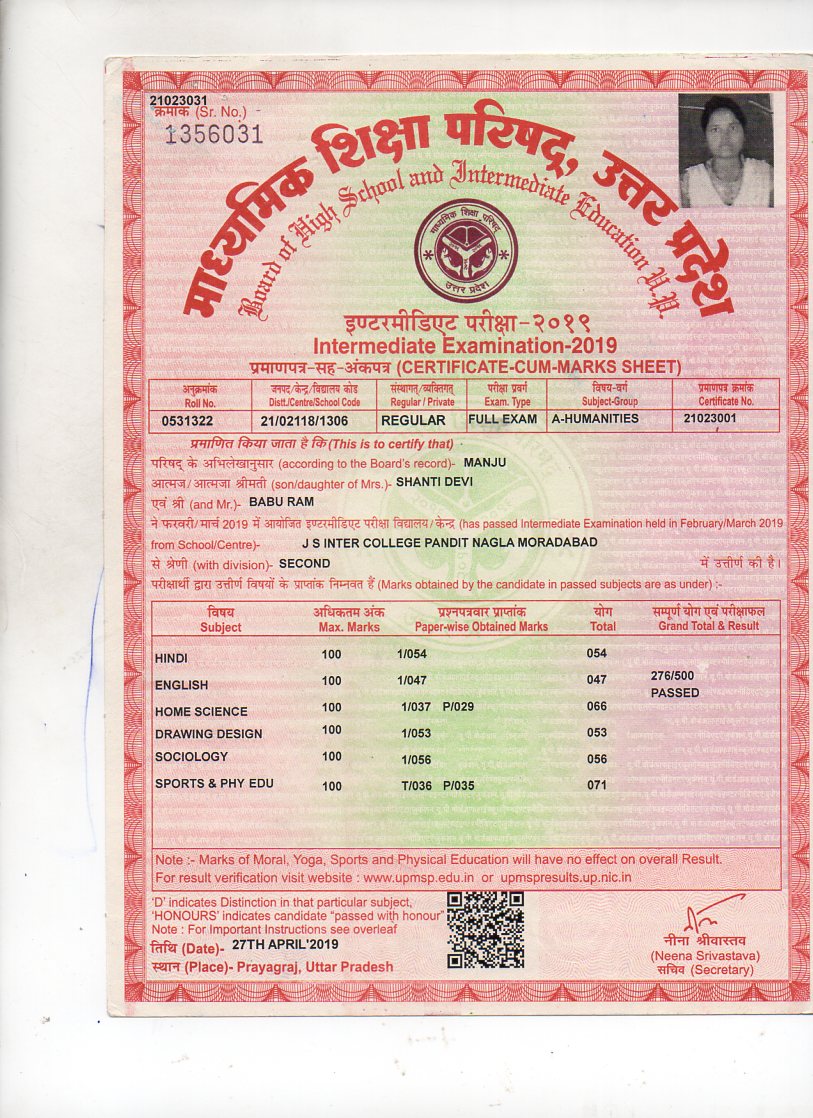 21023031
क्रमांक (Sr. No.)
1356031
माध्यमिक शिक्षा परिषद्, उत्तर प्रदेश
Board of High School and Intermediate Education U.P.
माध्यमिक शिक्षा परिषद्
उत्तर प्रदेश
इण्टरमीडिएट परीक्षा-२०१९
Intermediate Examination-2019
प्रमाणपत्र-सह-अंकपत्र (CERTIFICATE-CUM-MARKS SHEET)
अनुक्रमांक जनपद/केन्द्र/विद्यालय कोड संस्थागत/व्यक्तिगत् परीक्षा प्रवर्ग विषय-वर्ग प्रमाणपत्र क्रमांक
Roll No. Distt./Centre/School Code Regular / Private Exam. Type Subject-Group Certificate No.
0531322 21/02118/1306 REGULAR FULL EXAM A-HUMANITIES 21023001
प्रमाणित किया जाता है कि (This is to certify that)
परिषद् के अभिलेखानुसार (according to the Board's record)- MANJU
आत्मज/आत्मजा श्रीमती (son/daughter of Mrs.)- SHANTI DEVI
एवं श्री (and Mr.)- BABU RAM
ने फरवरी/मार्च 2019 में आयोजित इण्टरमीडिएट परीक्षा विद्यालय/केन्द्र (has passed Intermediate Examination held in February/March 2019
from School/Centre)- J S INTER COLLEGE PANDIT NAGLA MORADABAD
से श्रेणी (with division)- SECOND में उत्तीर्ण की है।
परीक्षार्थी द्वारा उत्तीर्ण विषयों के प्राप्तांक निम्नवत हैं (Marks obtained by the candidate in passed subjects are as under) :-
विषय अधिकतम अंक प्रश्नपत्रवार प्राप्तांक योग सम्पूर्ण योग एवं परीक्षाफल
Subject Max. Marks Paper-wise Obtained Marks Total Grand Total & Result
HINDI 100 1/054 054
ENGLISH 100 1/047 047 276/500
PASSED
HOME SCIENCE 100 1/037 P/029 066
DRAWING DESIGN 100 1/053 053
SOCIOLOGY 100 1/056 056
SPORTS & PHY EDU 100 T/036 P/035 071
Note :- Marks of Moral, Yoga, Sports and Physical Education will have no effect on overall Result.
For result verification visit website : www.upmsp.edu.in or upmspresults.up.nic.in
'D' indicates Distinction in that particular subject,
'HONOURS' indicates candidate "passed with honour"
Note : For Important Instructions see overleaf
तिथि (Date)- 27TH APRIL'2019
स्थान (Place)- Prayagraj, Uttar Pradesh
नीना श्रीवास्तव
(Neena Srivastava)
सचिव (Secretary)